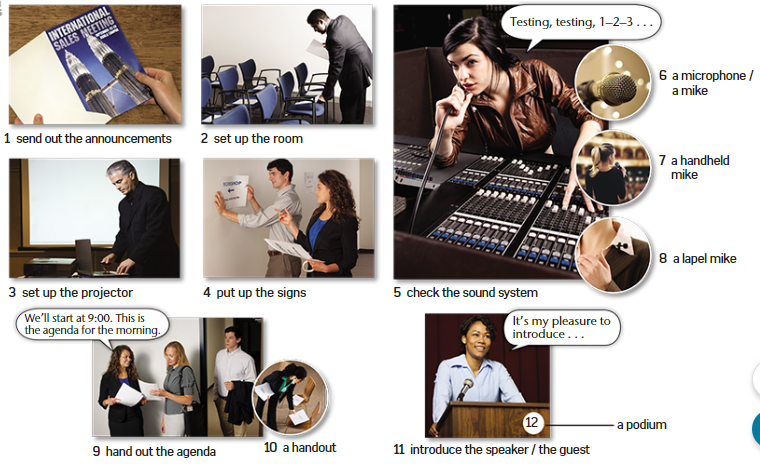 INTERNATIONAL
SALES MEETING
1 send out the announcements
2 set up the room
Testing, testing, 1–2–3 . . .
6 a microphone /
a mike
7 a handheld
mike
8 a lapel mike
3 set up the projector
4 put up the signs
5 check the sound system
We'll start at 9:00. This is
the agenda for the morning.
It's my pleasure to
introduce . . .
12
a podium
9 hand out the agenda
10 a handout
11 introduce the speaker / the guest